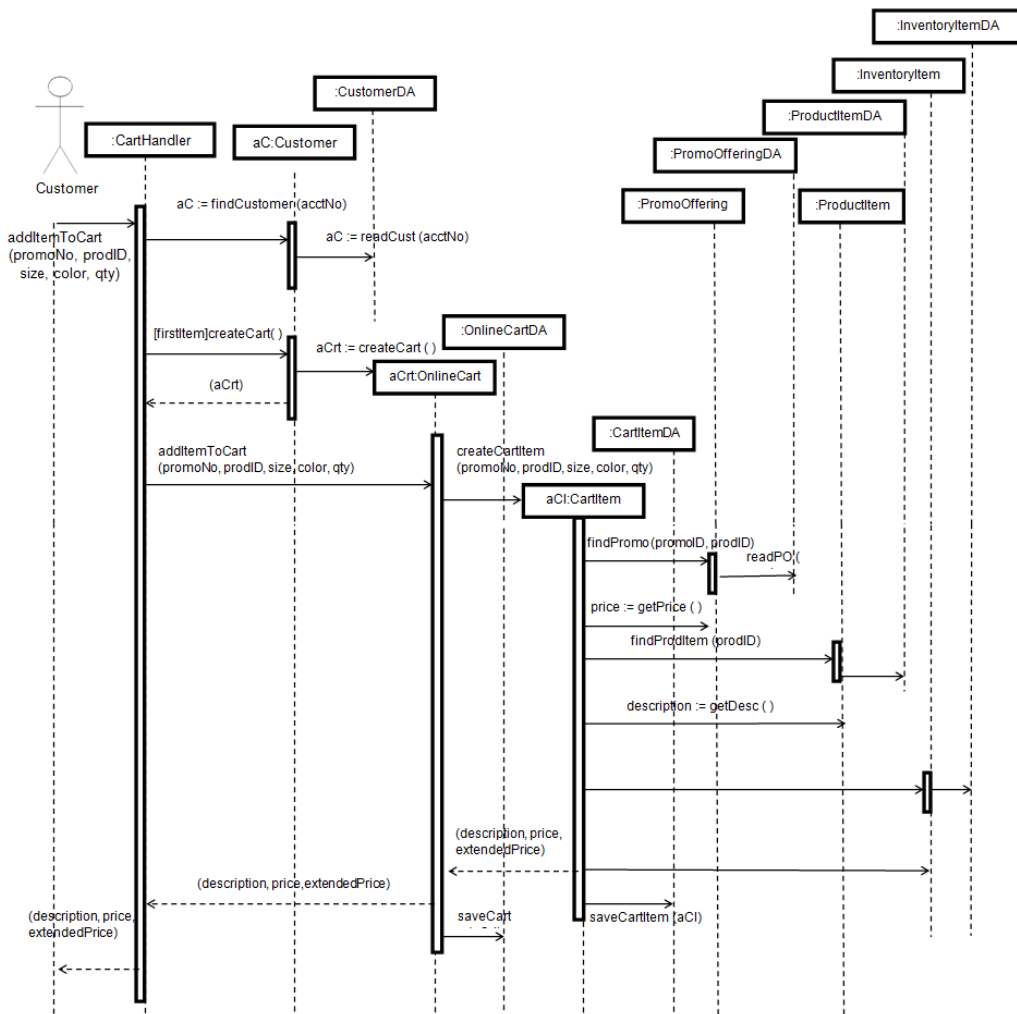 :InventoryItemDA
:InventoryItem
:CustomerDA
:ProductItemDA
:CartHandler
aC:Customer
:PromoOfferingDA
Customer
:PromoOffering
:ProductItem
aC := findCustomer (acctNo)
addItemToCart
(promoNo, prodID,
size, color, qty)
aC := readCust (acctNo)
[firstItem]createCart( )
:OnlineCartDA
aCrt := createCart ( )
aCrt:OnlineCart
(aCrt)
:CartItemDA
addItemToCart
(promoNo, prodID, size, color, qty)
createCartItem
(promoNo, prodID, size, color, qty)
aCI:CartItem
findPromo (promoID, prodID)
readPO (
price := getPrice ( )
findProdItem (prodID)
description := getDesc ( )
(description, price,
extendedPrice)
(description, price,extendedPrice)
(description, price,
extendedPrice)
saveCart
saveCartItem (aCI)